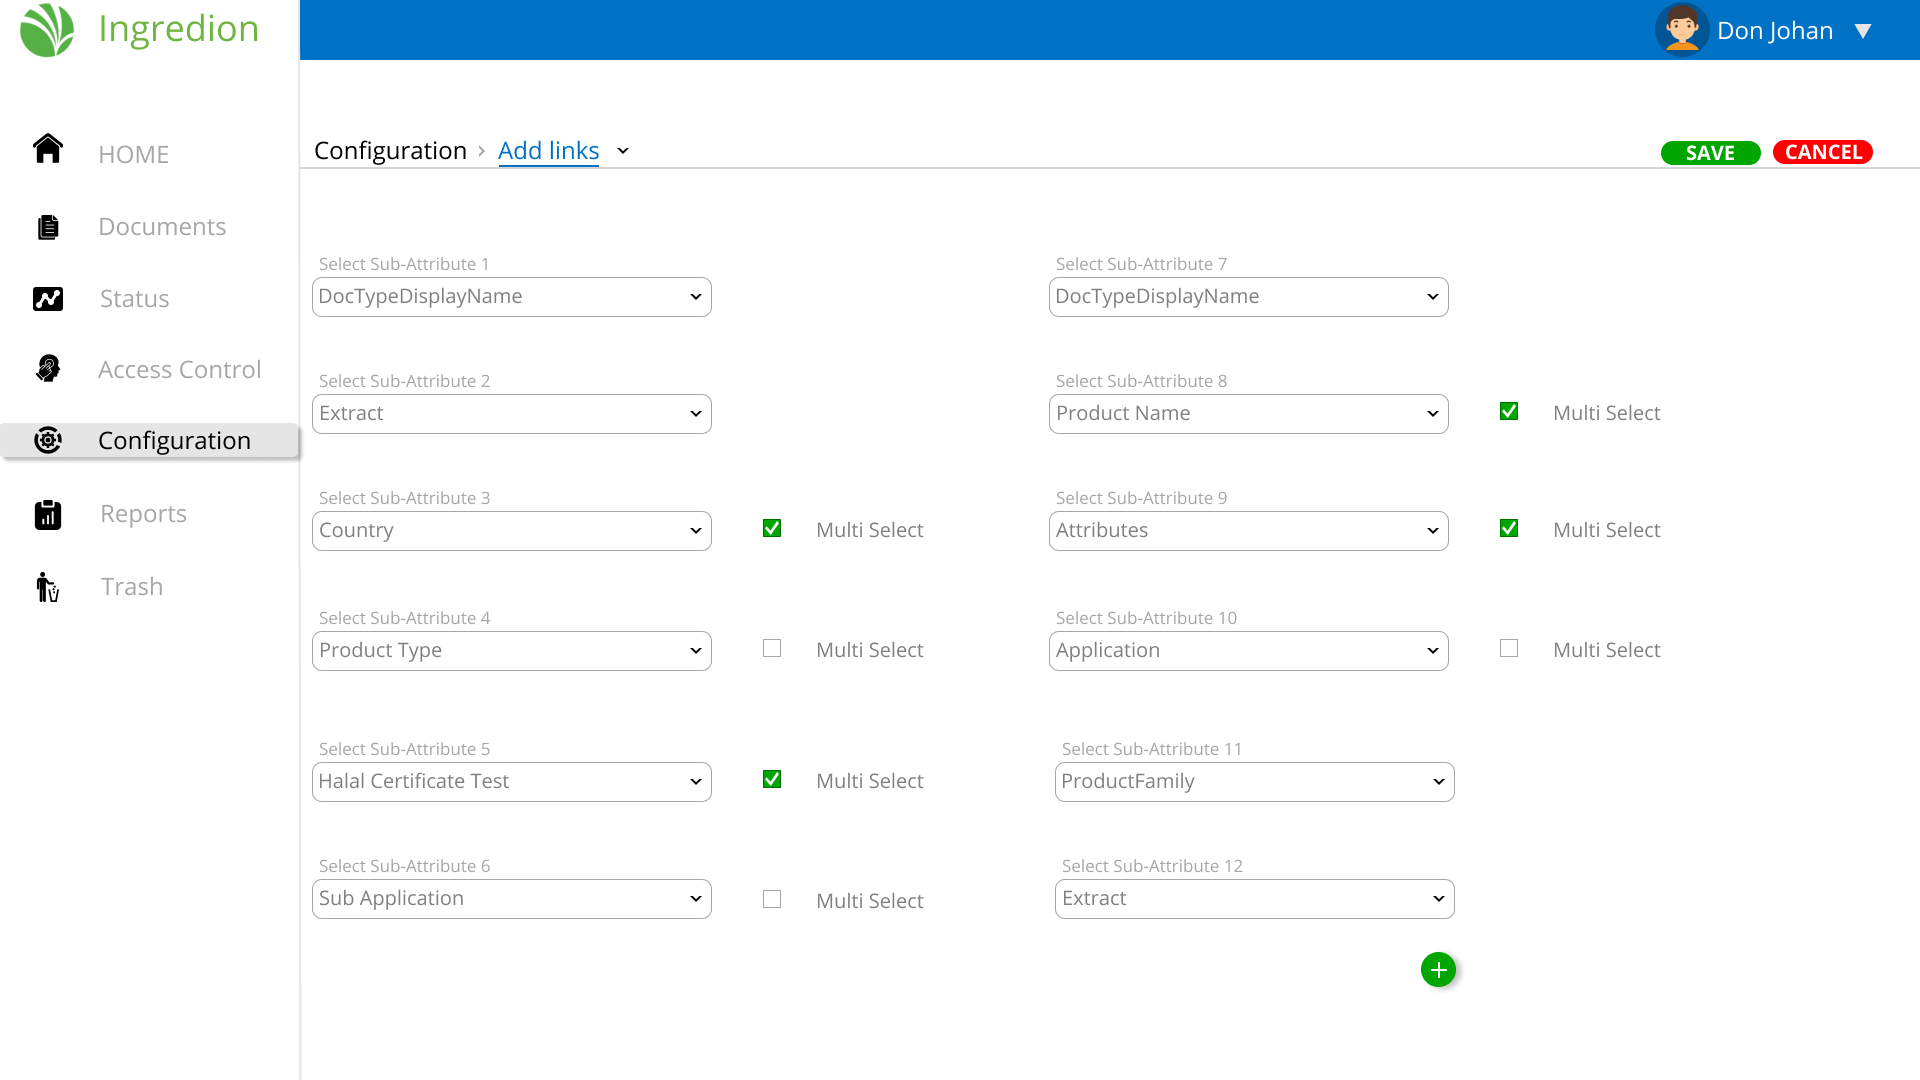 Ingredion
Don Johan
HOME
Documents
Status
Access Control
Configuration
Reports
Trash
Configuration › Add links
SAVE
CANCEL
Select Sub-Attribute 1
DocTypeDisplayName
Select Sub-Attribute 2
Extract
Select Sub-Attribute 3
Country
Multi Select
Select Sub-Attribute 4
Product Type
Multi Select
Select Sub-Attribute 5
Halal Certificate Test
Multi Select
Select Sub-Attribute 6
Sub Application
Multi Select
Select Sub-Attribute 7
DocTypeDisplayName
Select Sub-Attribute 8
Product Name
Multi Select
Select Sub-Attribute 9
Attributes
Multi Select
Select Sub-Attribute 10
Application
Multi Select
Select Sub-Attribute 11
ProductFamily
Select Sub-Attribute 12
Extract